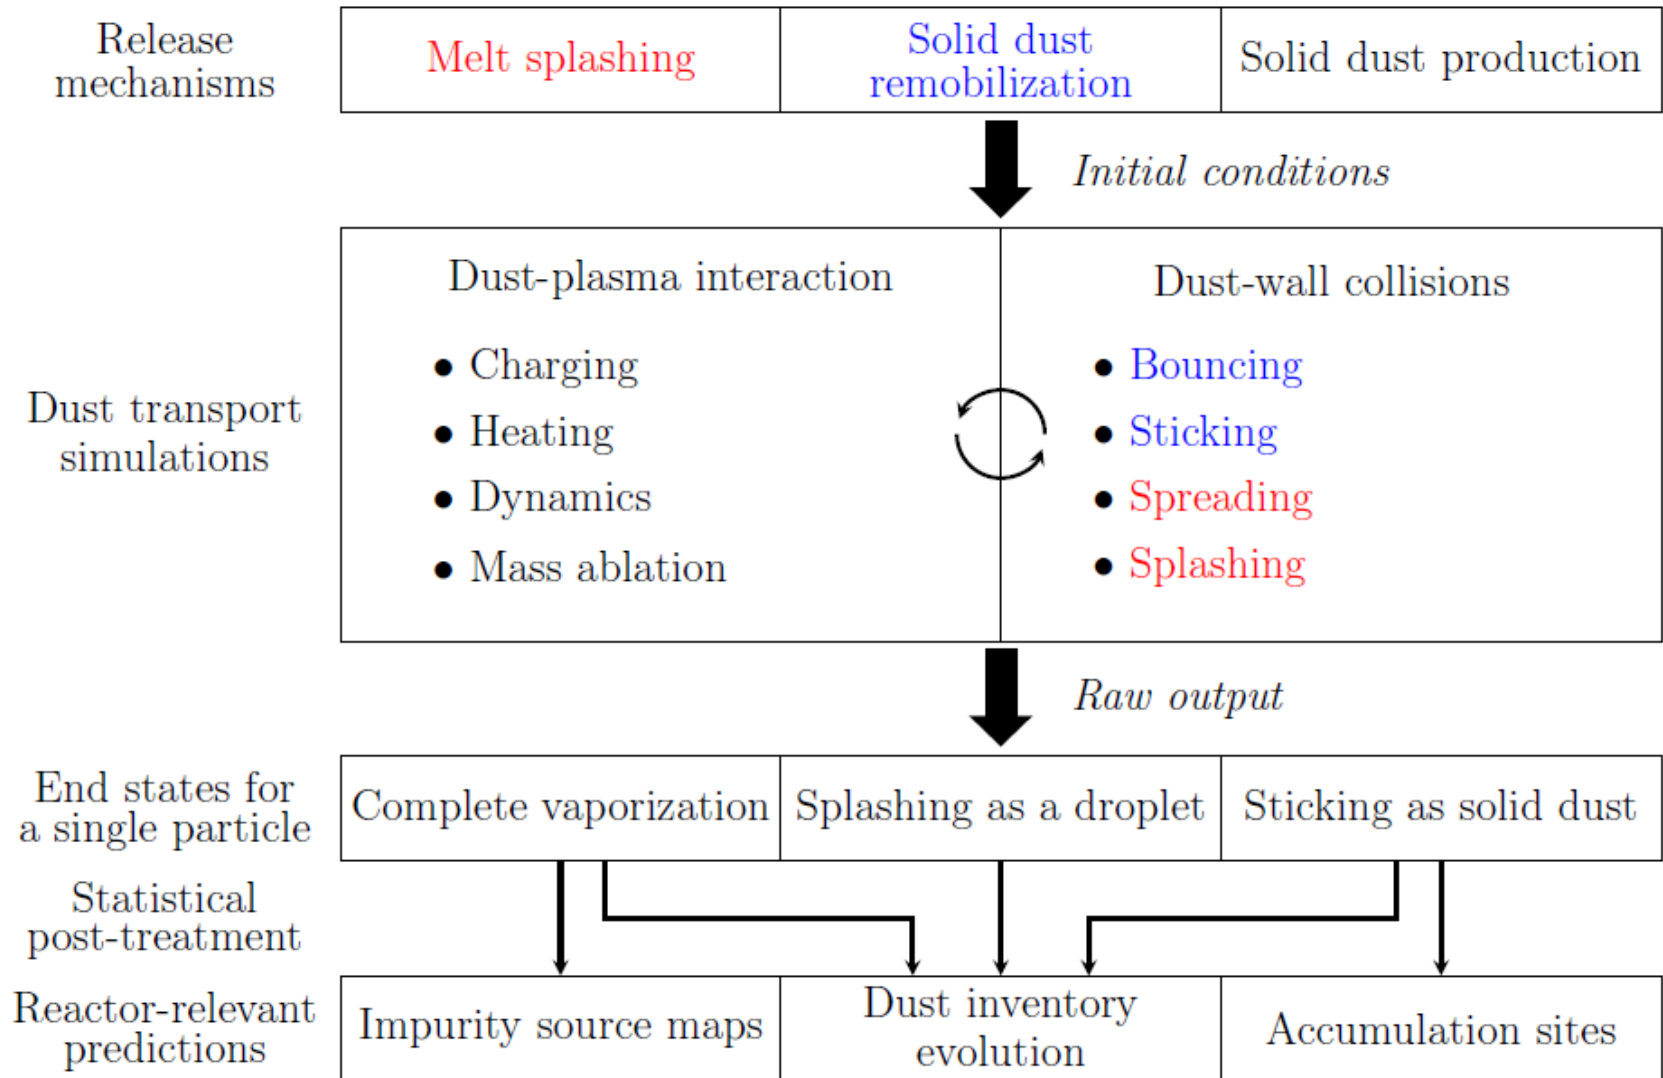 Release
mechanisms
Melt splashing
Solid dust
remobilization
Solid dust production
Initial conditions
Dust transport
simulations
Dust-plasma interaction
• Charging
• Heating
• Dynamics
• Mass ablation
Dust-wall collisions
• Bouncing
• Sticking
• Spreading
• Splashing
Raw output
End states for
a single particle
Complete vaporization
Splashing as a droplet
Sticking as solid dust
Statistical
post-treatment
Reactor-relevant
predictions
Impurity source maps
Dust inventory
evolution
Accumulation sites